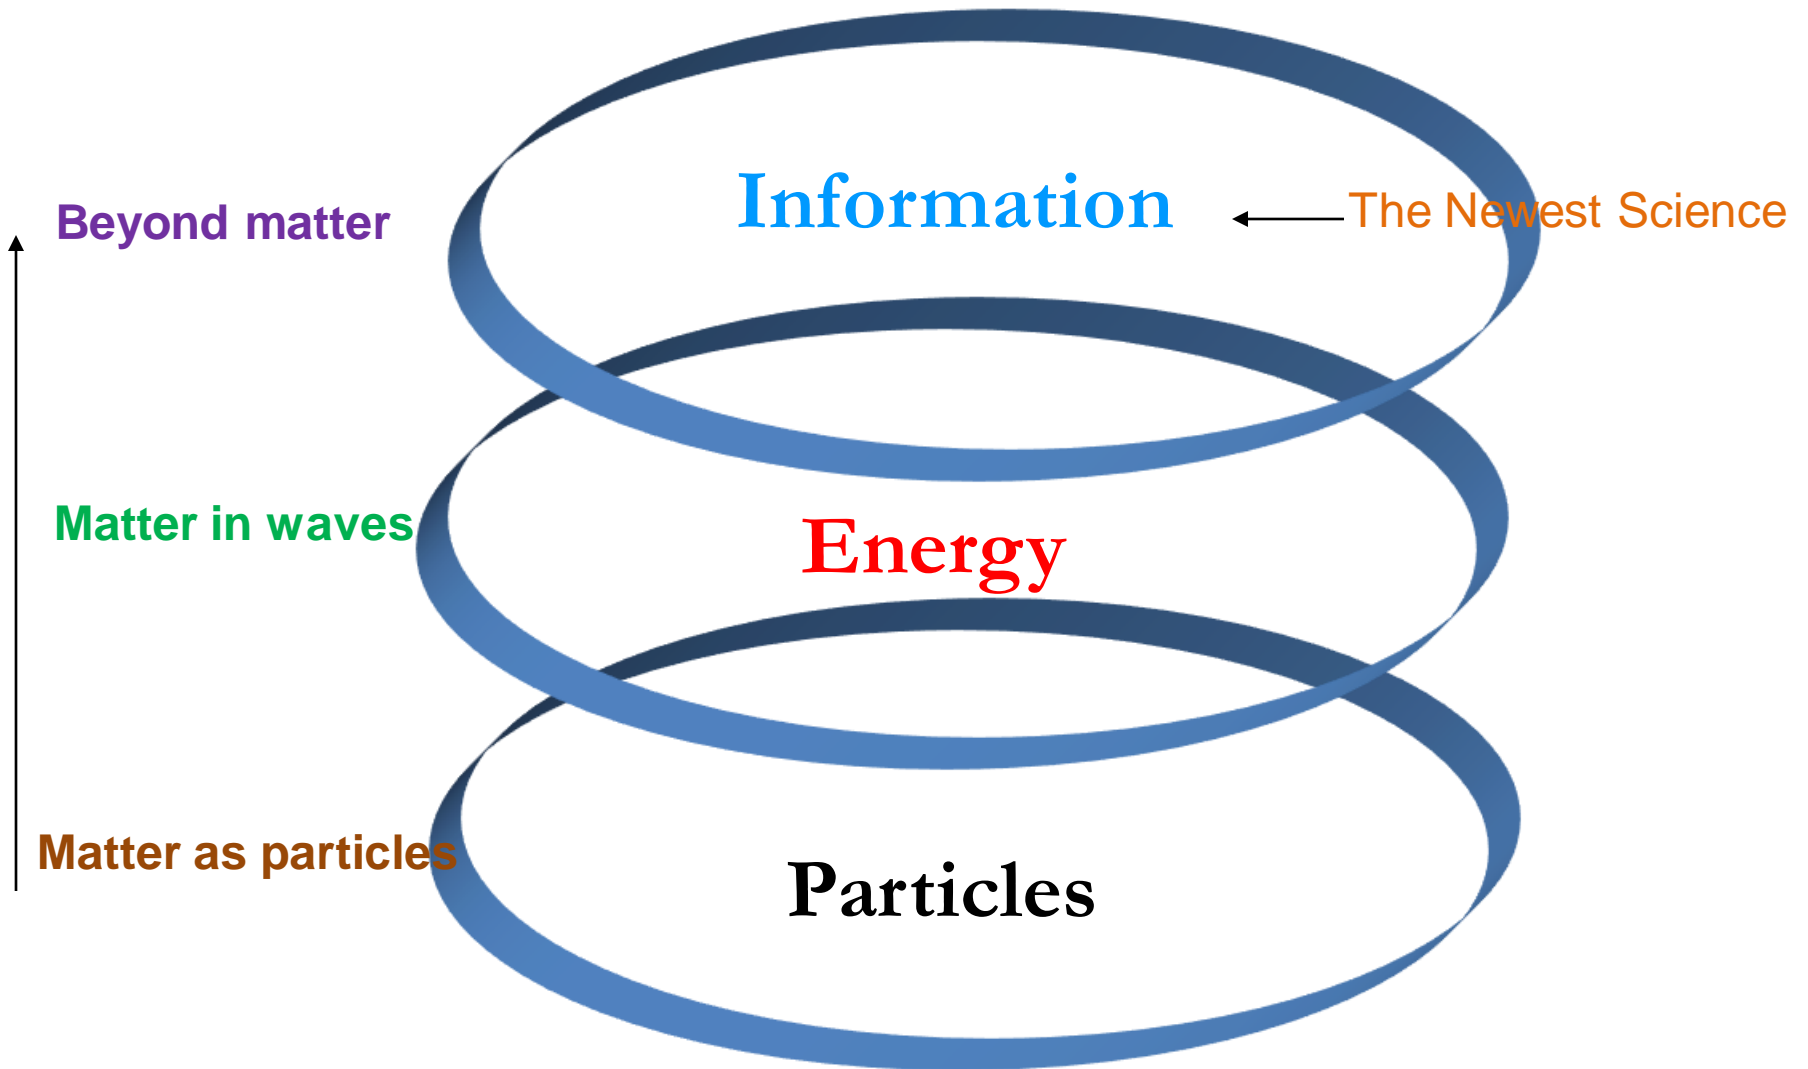 Information
Beyond matter
The Newest Science
Matter in waves
Energy
Matter as particles
Particles